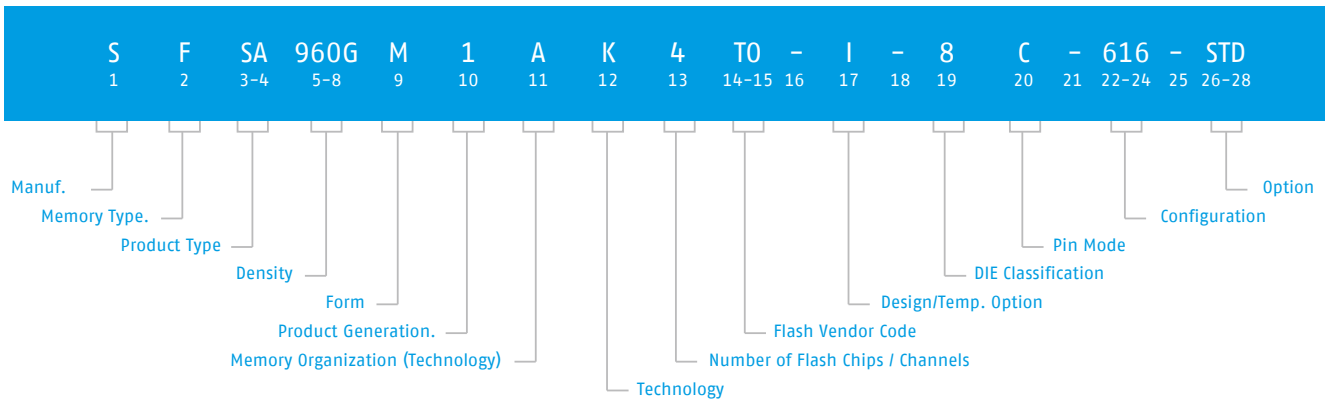 S F SA 960G M 1 A K 4 TO - I - 8 C - 616 - STD
1 2 3-4 5-8 9 10 11 12 13 14-15 16 17 18 19 20 21 22-24 25 26-28
Manuf. Option
Memory Type. Configuration
Product Type Pin Mode
Density DIE Classification
Form Design/Temp. Option
Product Generation. Flash Vendor Code
Memory Organization (Technology) Number of Flash Chips / Channels
Technology